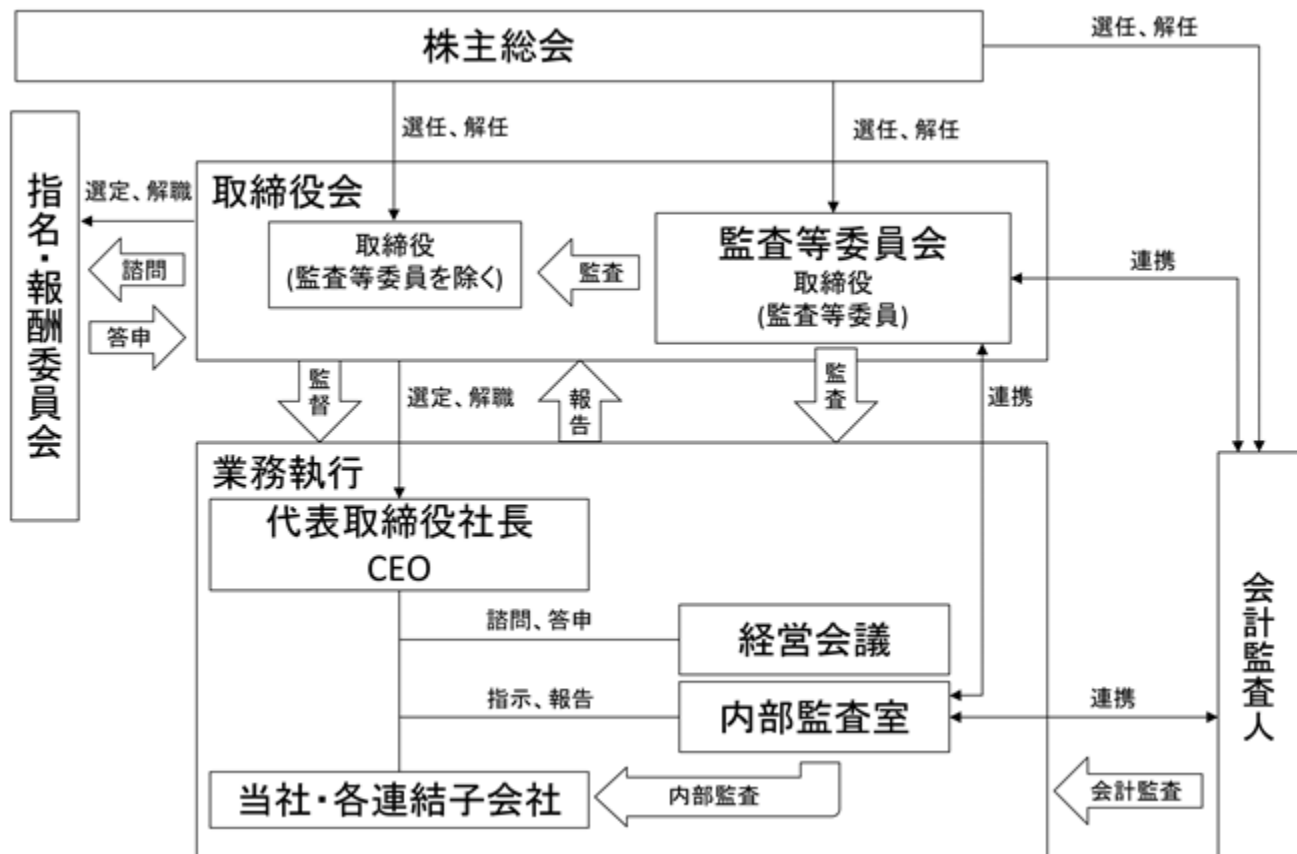 株主総会
選任、解任
選任、解任
選任、解任
指名・報酬委員会
選定、解職
諮問
答申
取締役会
取締役
(監査等委員を除く)
監査
監査等委員会
取締役
(監査等委員)
連携
監督
選定、解職
報告
監査
連携
業務執行
代表取締役社長
CEO
諮問、答申
経営会議
指示、報告
内部監査室
連携
当社・各連結子会社
内部監査
会計監査
会計監査人